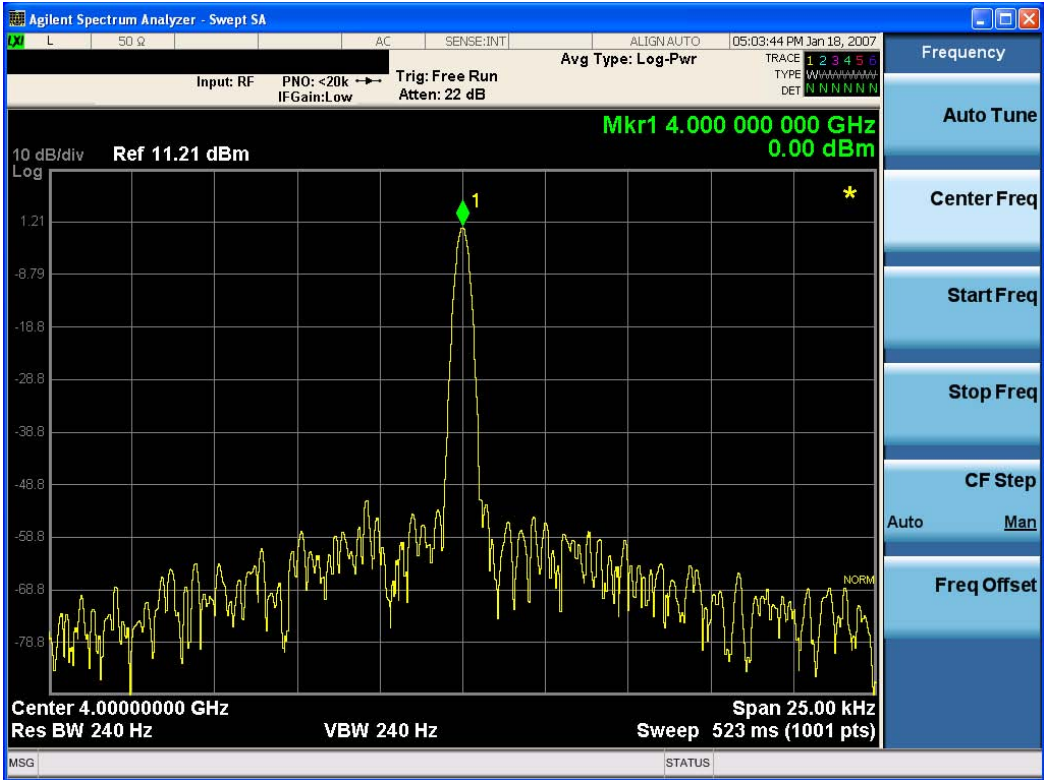 Agilent Spectrum Analyzer - Swept SA
LXI L 50 Ω AC SENSE:INT ALIGN AUTO 05:03:44 PM Jan 18, 2007
Frequency
Input: RF PNO: <20k Trig: Free Run Avg Type: Log-Pwr TRACE 1 2 3 4 5 6
IFGain:Low Atten: 22 dB TYPE
DET N N N N N N
Auto Tune
Mkr1 4.000 000 000 GHz
0.00 dBm
10 dB/div Ref 11.21 dBm
Log
1
*
Center Freq
1.21
-8.79
Start Freq
-18.8
-28.8
Stop Freq
-38.8
-48.8
CF Step
Auto Man
-58.8
-68.8
NORM
Freq Offset
-78.8
Center 4.00000000 GHz Span 25.00 kHz
Res BW 240 Hz VBW 240 Hz Sweep 523 ms (1001 pts)
MSG STATUS